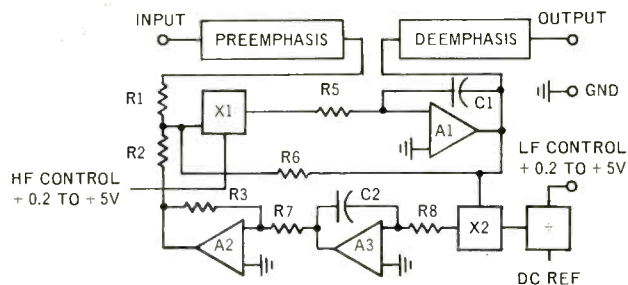 INPUT
OUTPUT
PREEMPHASIS
DEEMPHASIS
R1
X1
R5
C1
GND
A1
R2
R6
LF CONTROL
+ 0.2 TO + 5V
HF CONTROL
+ 0.2 TO + 5V
R3
C2
R7
R8
X2
÷
A2
A3
DC REF